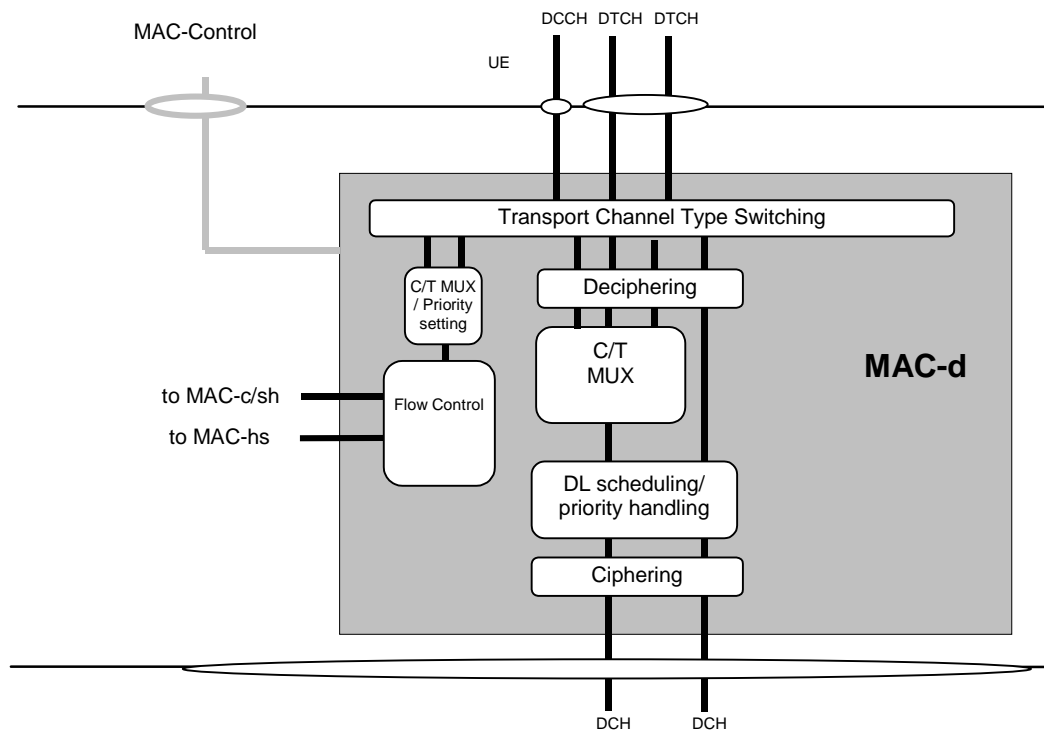 DCCH DTCH DTCH
MAC-Control
UE
Transport Channel Type Switching
C/T MUX
/ Priority
setting
Deciphering
C/T
MUX
MAC-d
to MAC-c/sh
Flow Control
to MAC-hs
DL scheduling/
priority handling
Ciphering
DCH DCH